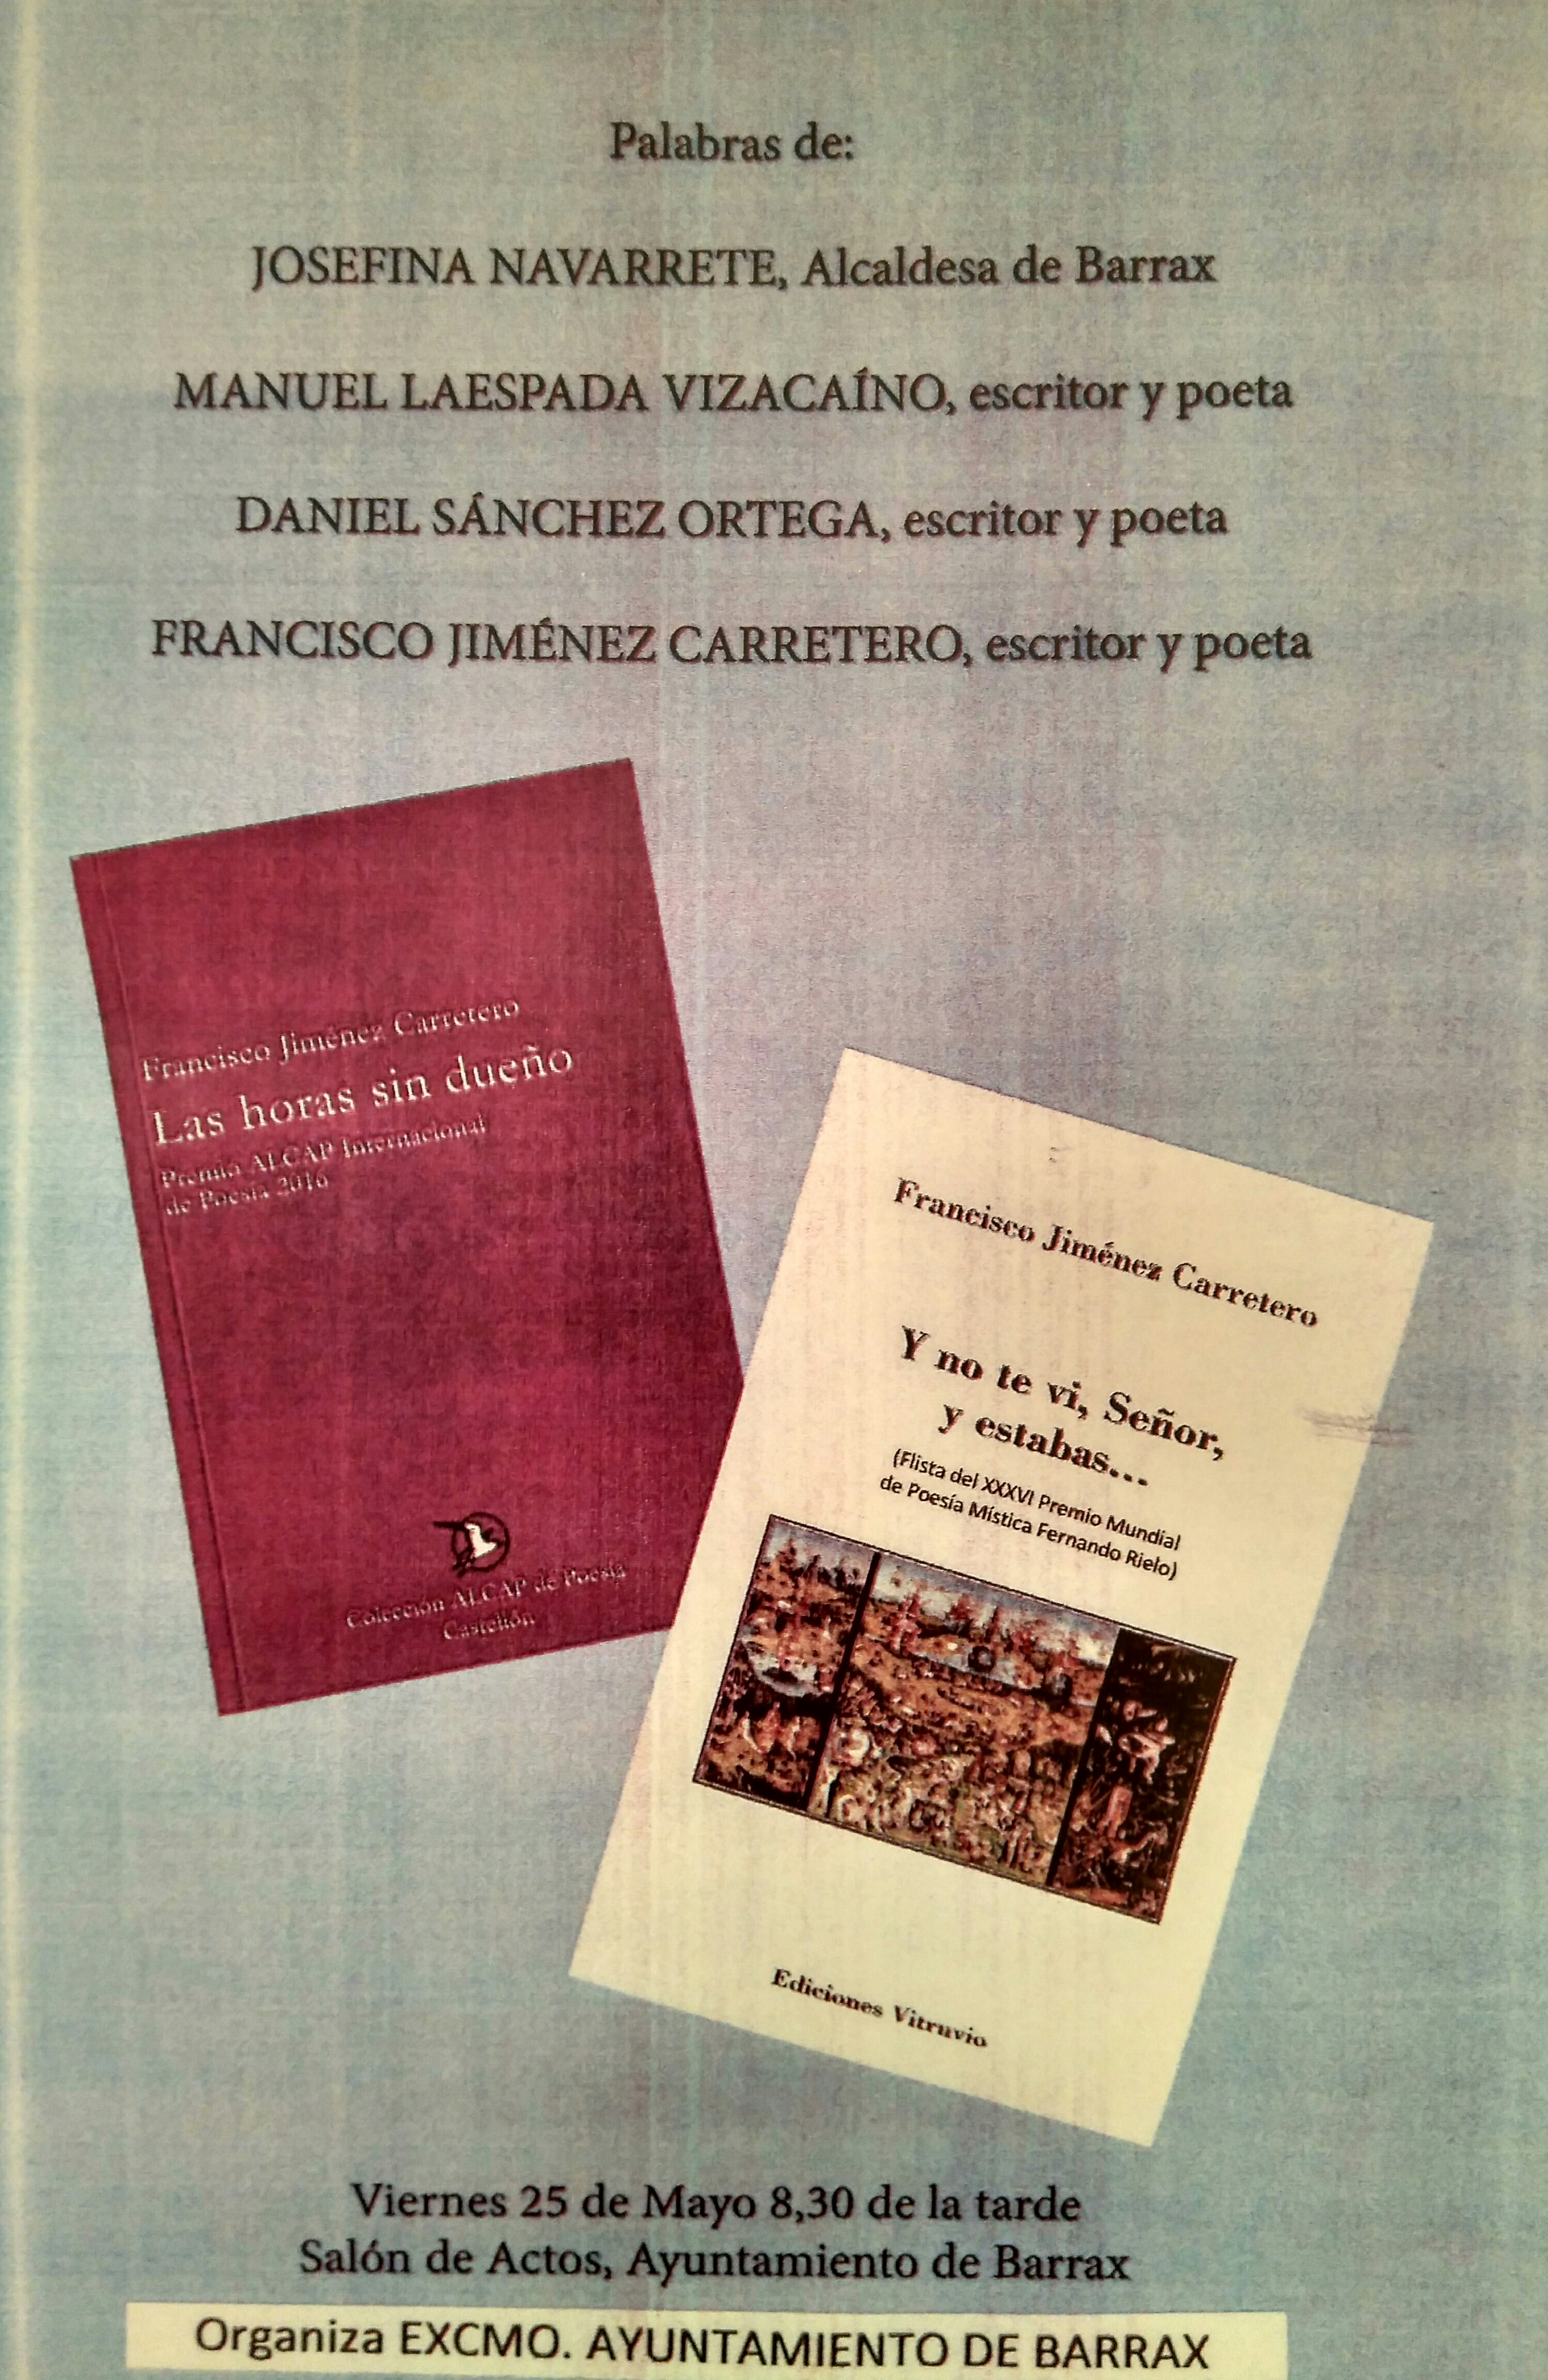 Palabras de:
JOSEFINA NAVARRETE, Alcaldesa de Barrax
MANUEL LAESPADA VIZACAÍNO, escritor y poeta
DANIEL SÁNCHEZ ORTEGA, escritor y poeta
FRANCISCO JIMÉNEZ CARRETERO, escritor y poeta
Francisco Jiménez Carretero
Las horas sin dueño
Premio ALCAP Internacional
de Poesía 2016
Colección ALCAP de Poesía
Castellón
Francisco Jiménez Carretero
Y no te vi, Señor,
y estabas...
(Flista del XXXVI Premio Mundial
de Poesía Mística Fernando Rielo)
Ediciones Vitruvio
Viernes 25 de Mayo 8,30 de la tarde
Salón de Actos, Ayuntamiento de Barrax
Organiza EXCMO. AYUNTAMIENTO DE BARRAX